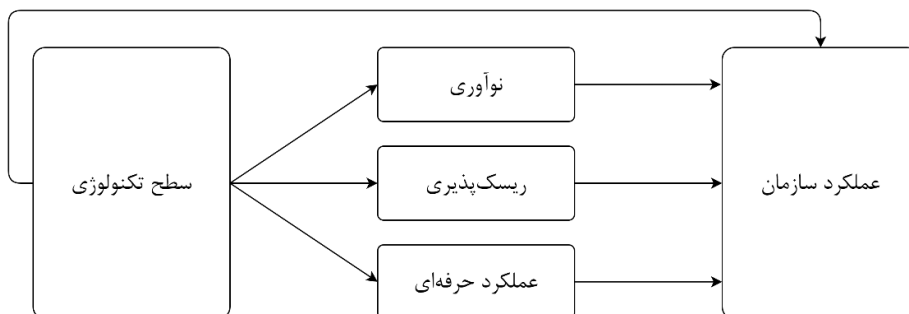 نوآوری
سطح تکنولوژی
ریسک‌پذیری
عملکرد سازمان
عملکرد حرفه‌ای